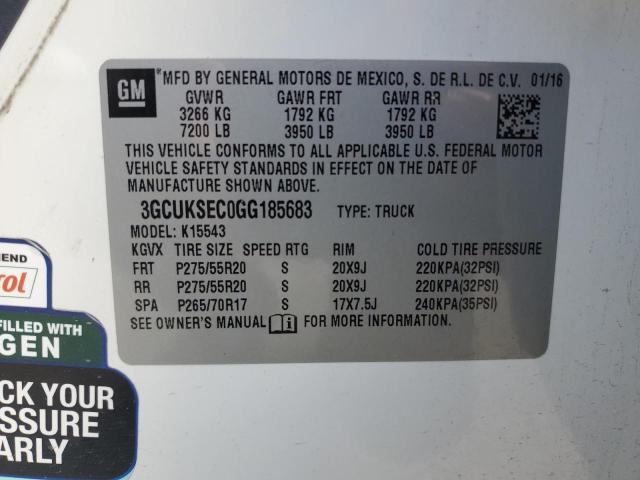 GM
®MFD BY GENERAL MOTORS DE MEXICO, S. DE R.L. DE C.V. 01/16
GVWR GAWR FRT GAWR RR
3266 KG 1792 KG 1792 KG
7200 LB 3950 LB 3950 LB
THIS VEHICLE CONFORMS TO ALL APPLICABLE U.S. FEDERAL MOTOR
VEHICLE SAFETY STANDARDS IN EFFECT ON THE DATE OF
MANUFACTURE SHOWN ABOVE.
3GCUKSEC0GG185683 TYPE: TRUCK
MODEL: K15543
KGVX TIRE SIZE SPEED RTG RIM COLD TIRE PRESSURE
FRT P275/55R20 S 20X9J 220KPA(32PSI)
RR P275/55R20 S 20X9J 220KPA(32PSI)
SPA P265/70R17 S 17X7.5J 240KPA(35PSI)
SEE OWNER'S MANUAL FOR MORE INFORMATION.
MEND
rol
FILLED WITH
GEN
CK YOUR
SSURE
ARLY